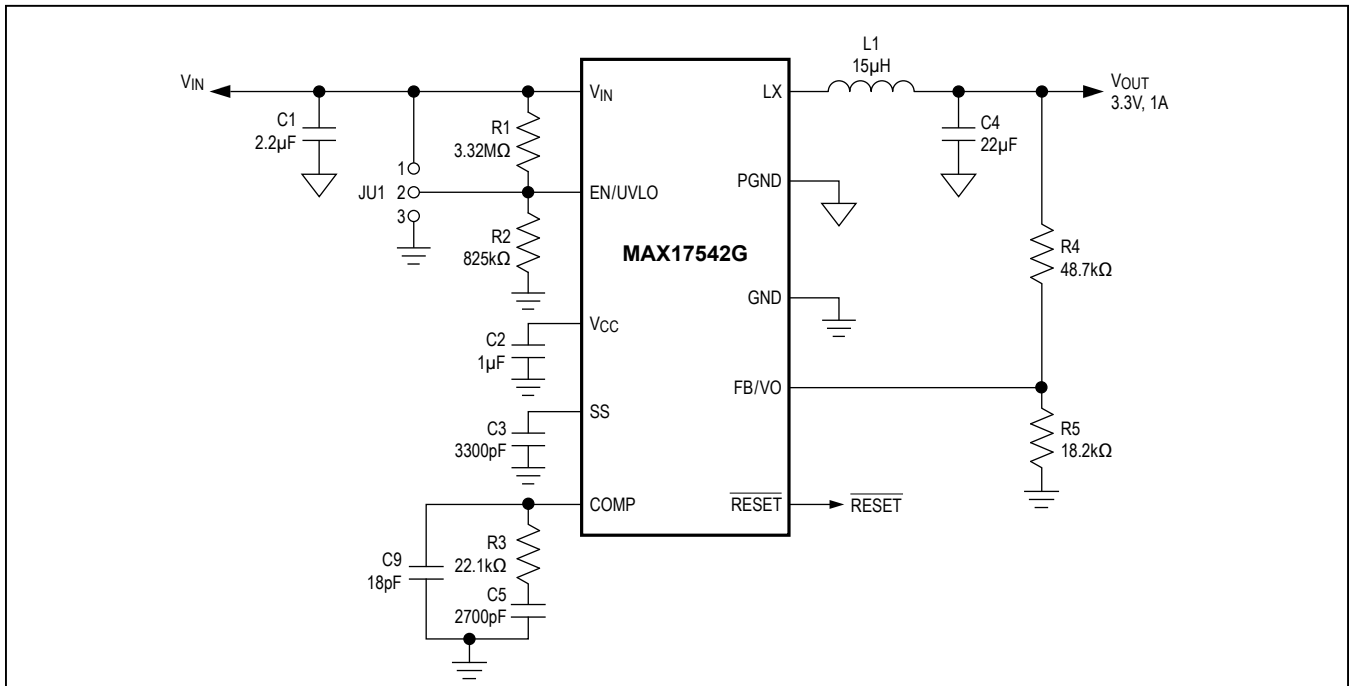 VIN
C1
2.2µF
1
JU1 2
3
R1
3.32MΩ
R2
825kΩ
C2
1µF
C3
3300pF
C9
18pF
R3
22.1kΩ
C5
2700pF
VIN
EN/UVLO
VCC
SS
COMP
MAX17542G
LX
PGND
GND
FB/VO
RESET
RESET
L1
15µH
C4
22µF
VOUT
3.3V, 1A
R4
48.7kΩ
R5
18.2kΩ